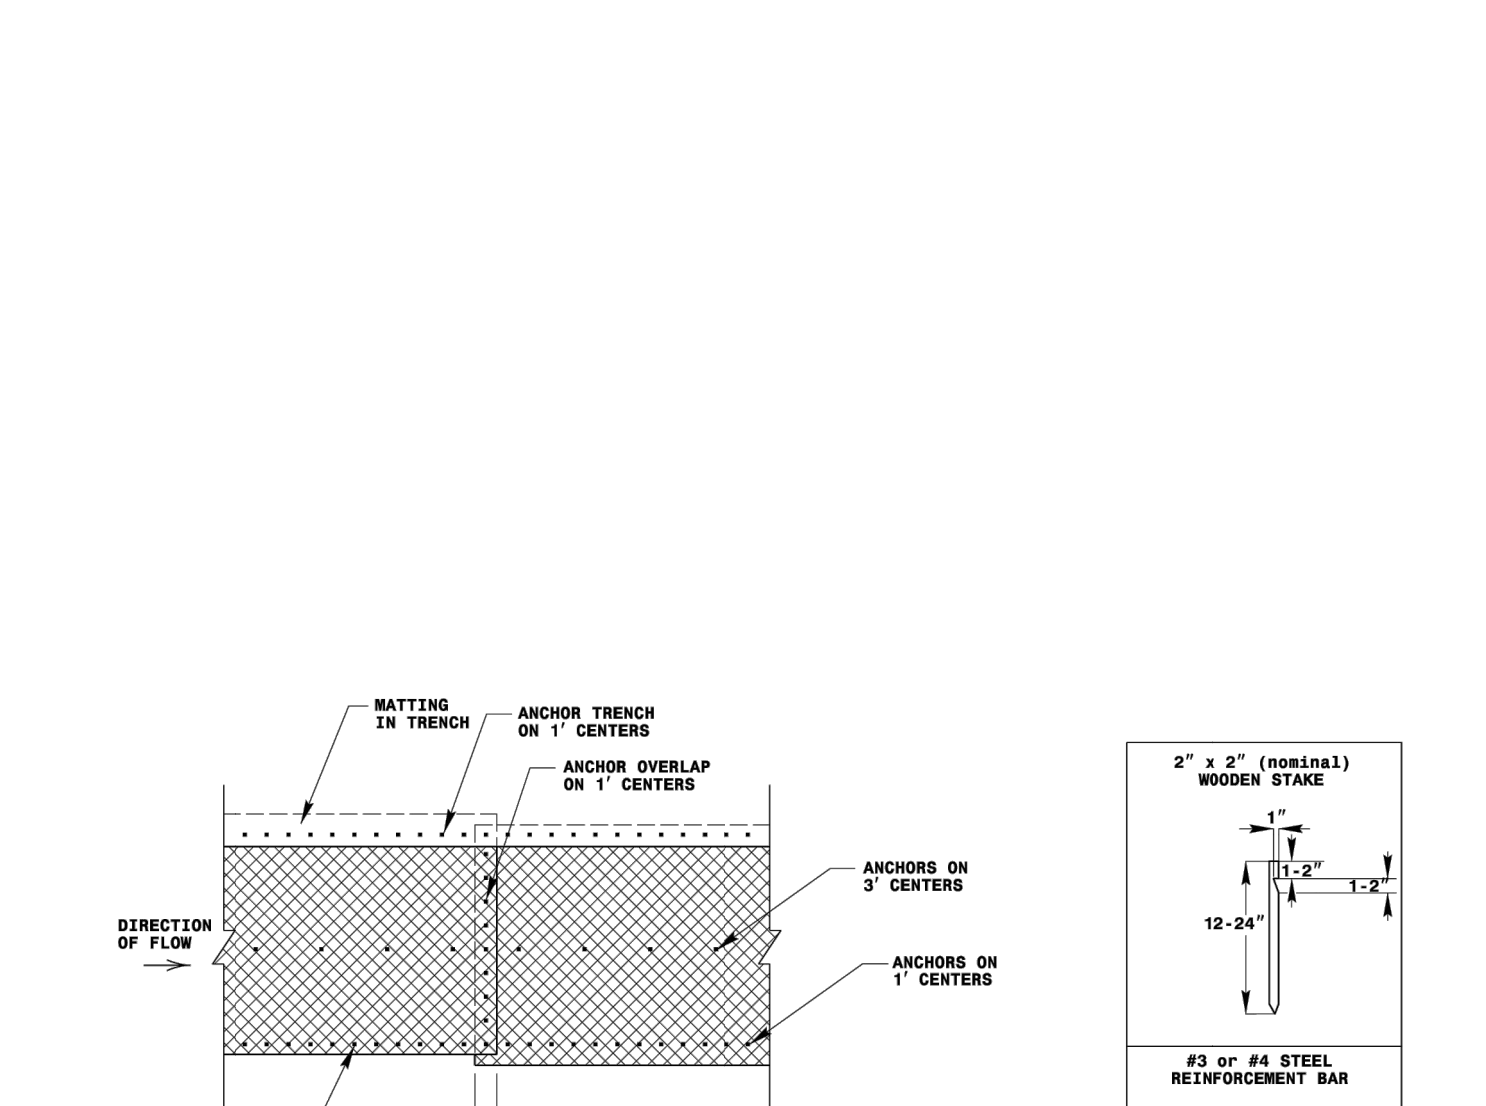 MATTING
IN TRENCH
ANCHOR TRENCH
ON 1' CENTERS
ANCHOR OVERLAP
ON 1' CENTERS
ANCHORS ON
3' CENTERS
DIRECTION
OF FLOW
ANCHORS ON
1' CENTERS
2" x 2" (nominal)
WOODEN STAKE
1"
1-2"
1-2"
12-24"
#3 or #4 STEEL
REINFORCEMENT BAR